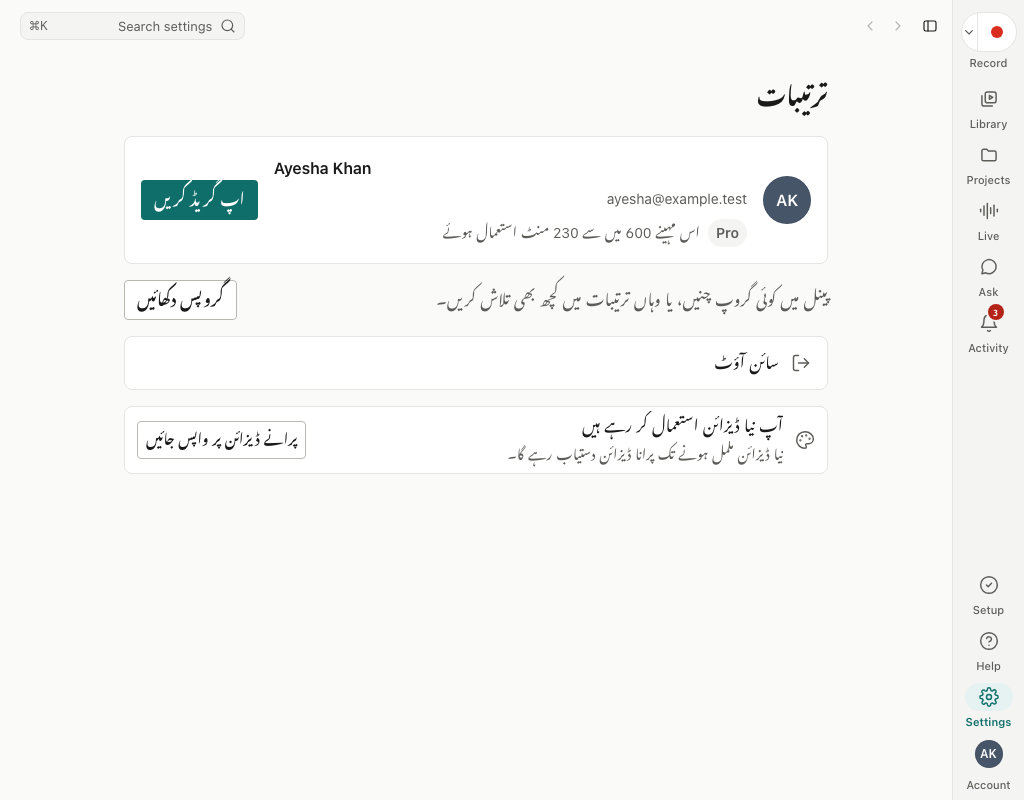 ⌘K
Search settings
ترتیبات
Ayesha Khan
ayesha@example.test
Pro اس مہینے 600 میں سے 230 منٹ استعمال ہوئے
AK
اپ گریڈ کریں
پینل میں کوئی گروپ چنیں، یا وہاں ترتیبات میں کچھ بھی تلاش کریں۔
گروپس دکھائیں
سائن آؤٹ
آپ نیا ڈیزائن استعمال کر رہے ہیں
نیا ڈیزائن مکمل ہونے تک پرانا ڈیزائن دستیاب رہے گا۔
پرانے ڈیزائن پر واپس جائیں
Record
Library
Projects
Live
Ask
3
Activity
Setup
Help
Settings
AK
Account